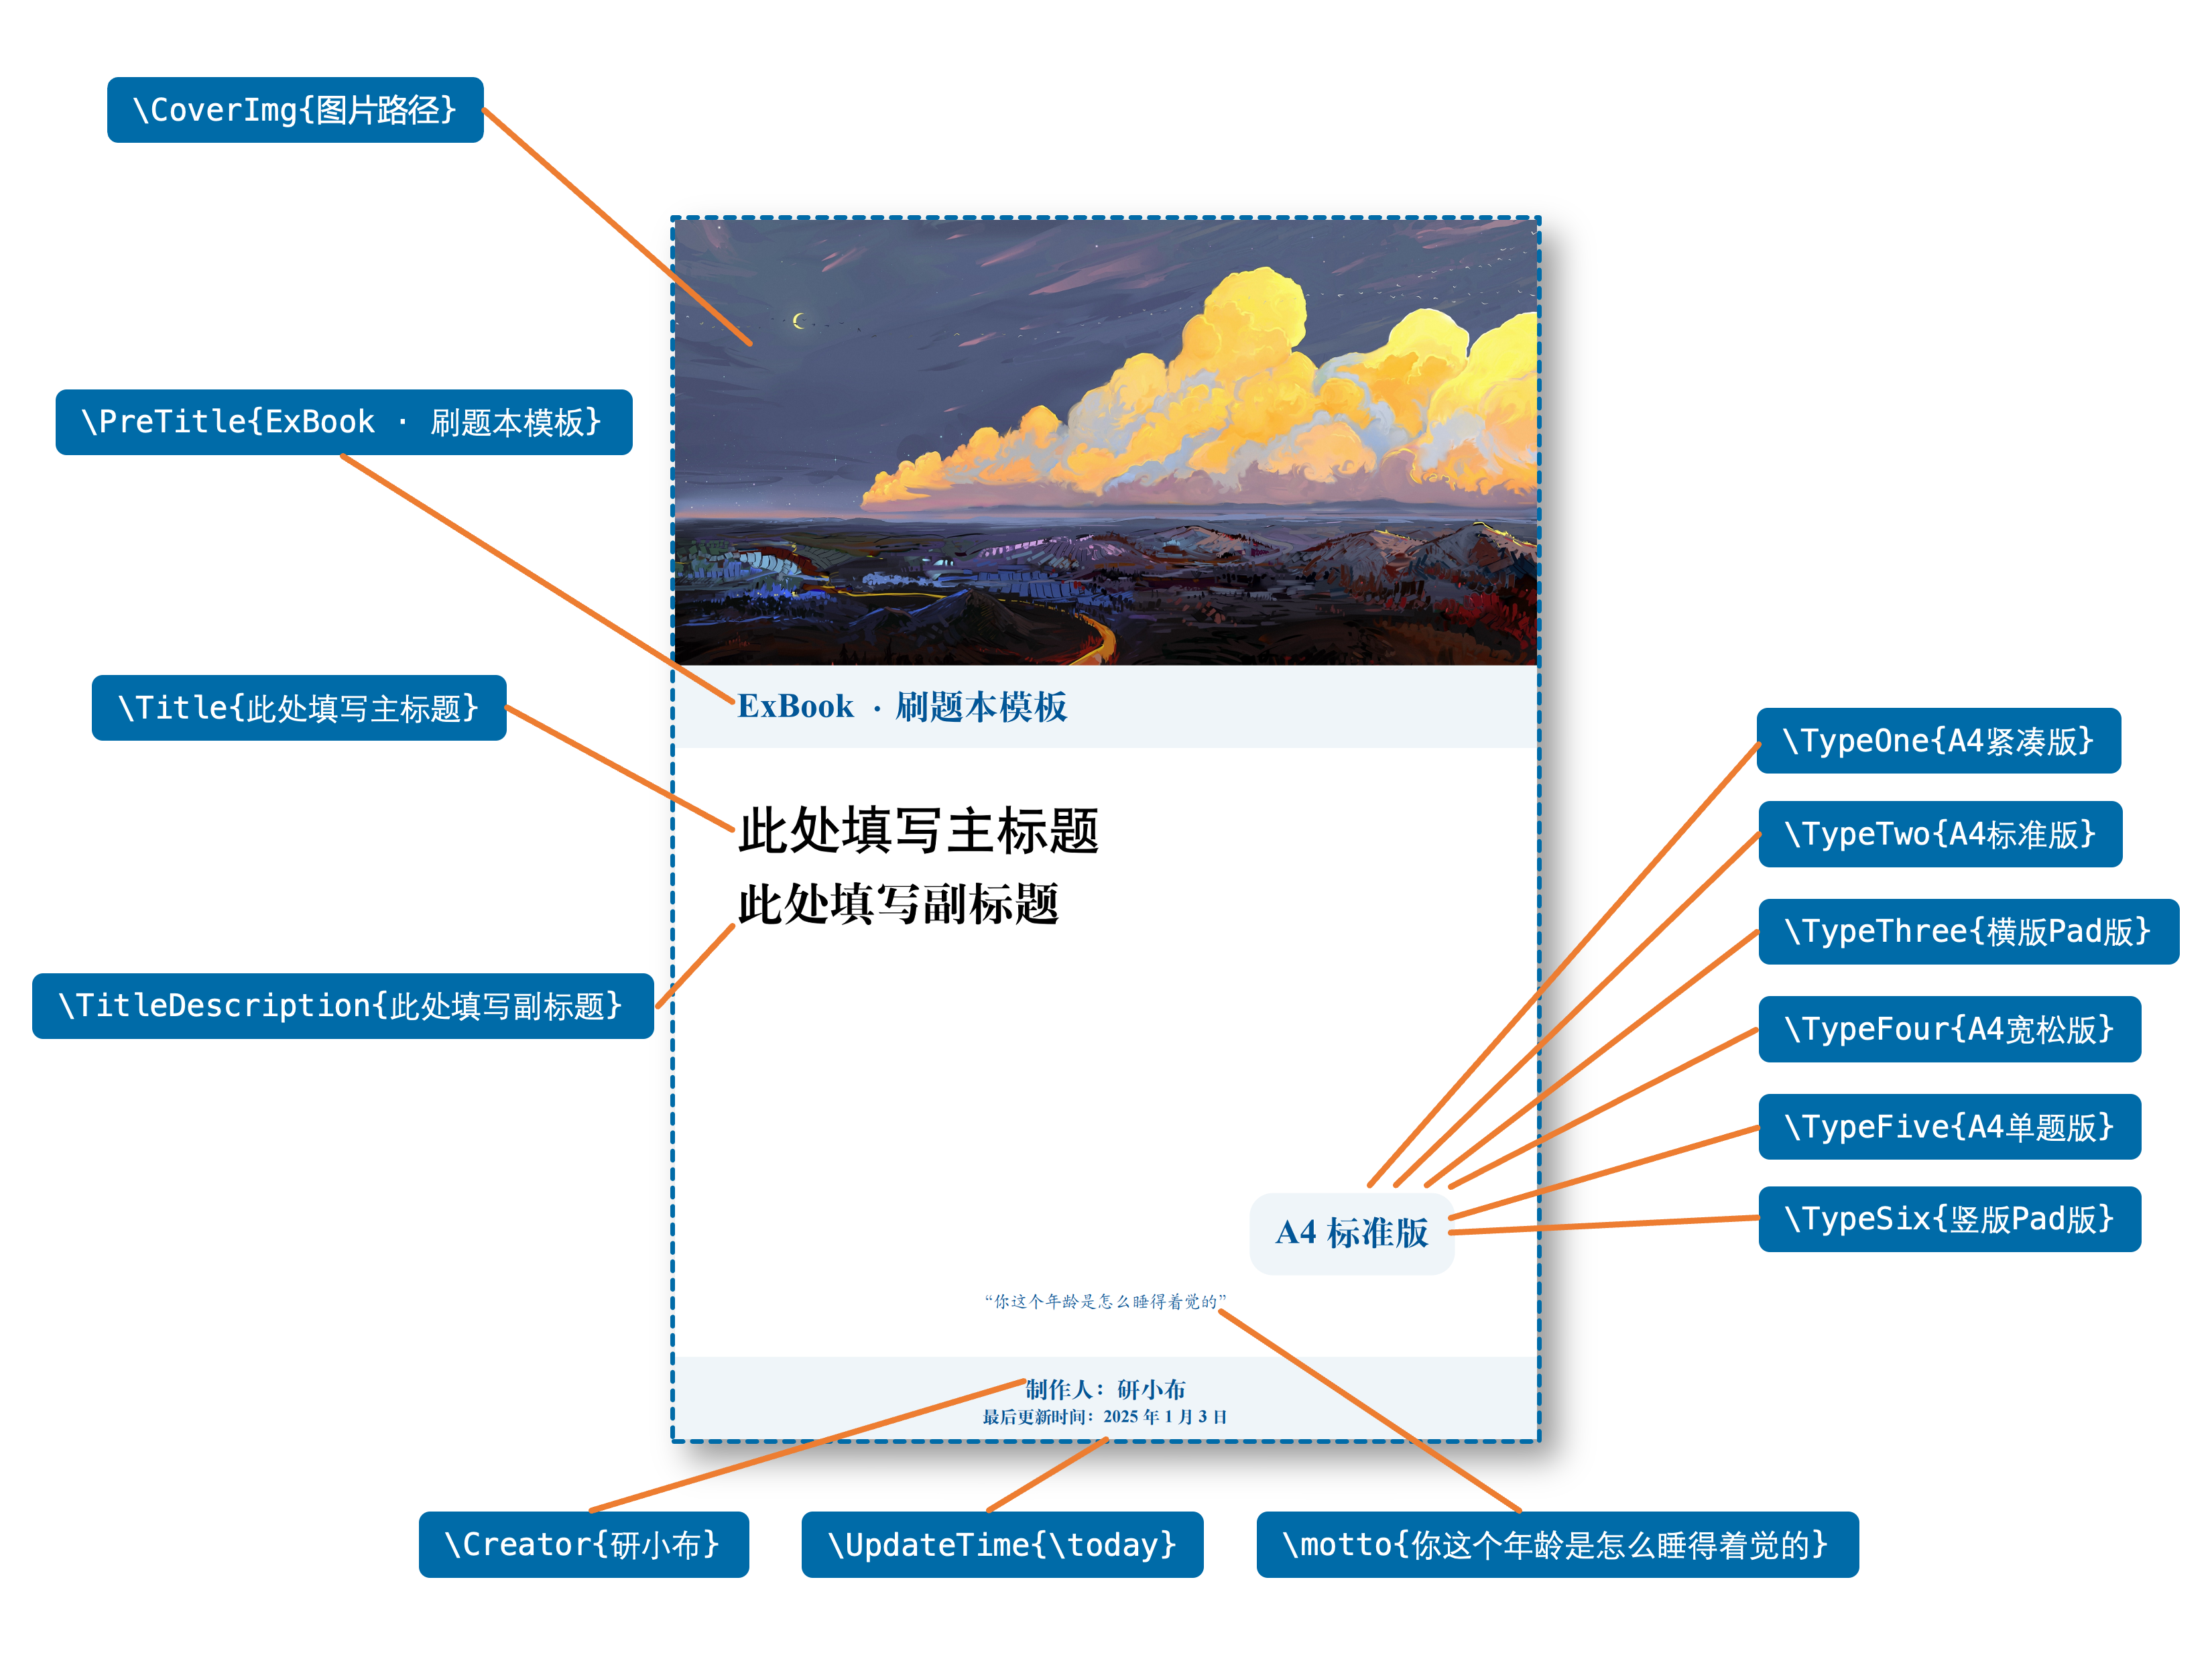 \CoverImg{图片路径}
\PreTitle{ExBook · 刷题本模板}
\Title{此处填写主标题}
\TitleDescription{此处填写副标题}
ExBook · 刷题本模板
此处填写主标题
此处填写副标题
A4 标准版
“你这个年龄是怎么睡得着觉的”
制作人：研小布
最后更新时间：2025 年 1 月 3 日
\TypeOne{A4紧凑版}
\TypeTwo{A4标准版}
\TypeThree{横版Pad版}
\TypeFour{A4宽松版}
\TypeFive{A4单题版}
\TypeSix{竖版Pad版}
\Creator{研小布}
\UpdateTime{\today}
\motto{你这个年龄是怎么睡得着觉的}